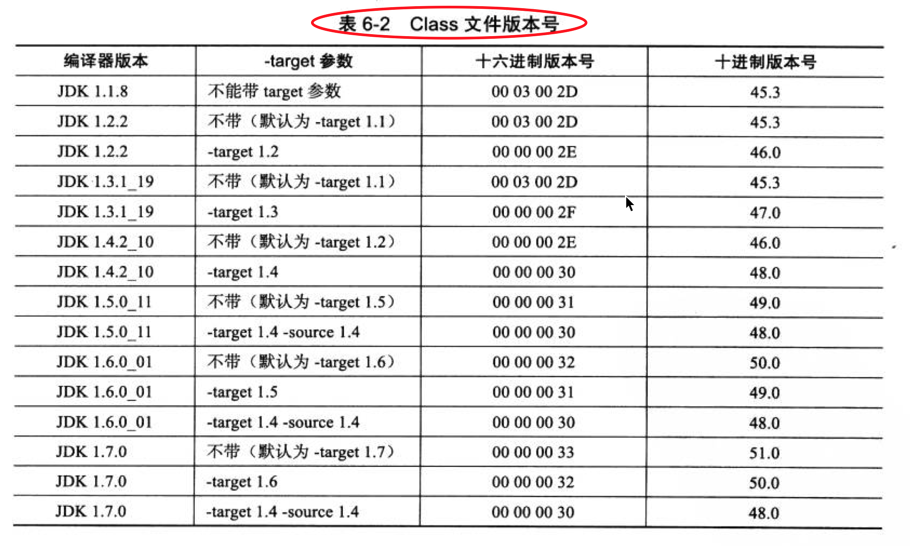 表 6-2 Class 文件版本号
编译器版本 -target 参数 十六进制版本号 十进制版本号
JDK 1.1.8 不能带 target 参数 00 03 00 2D 45.3
JDK 1.2.2 不带（默认为 -target 1.1） 00 03 00 2D 45.3
JDK 1.2.2 -target 1.2 00 00 00 2E 46.0
JDK 1.3.1_19 不带（默认为 -target 1.1） 00 03 00 2D 45.3
JDK 1.3.1_19 -target 1.3 00 00 00 2F 47.0
JDK 1.4.2_10 不带（默认为 -target 1.2） 00 00 00 2E 46.0
JDK 1.4.2_10 -target 1.4 00 00 00 30 48.0
JDK 1.5.0_11 不带（默认为 -target 1.5） 00 00 00 31 49.0
JDK 1.5.0_11 -target 1.4 -source 1.4 00 00 00 30 48.0
JDK 1.6.0_01 不带（默认为 -target 1.6） 00 00 00 32 50.0
JDK 1.6.0_01 -target 1.5 00 00 00 31 49.0
JDK 1.6.0_01 -target 1.4 -source 1.4 00 00 00 30 48.0
JDK 1.7.0 不带（默认为 -target 1.7） 00 00 00 33 51.0
JDK 1.7.0 -target 1.6 00 00 00 32 50.0
JDK 1.7.0 -target 1.4 -source 1.4 00 00 00 30 48.0